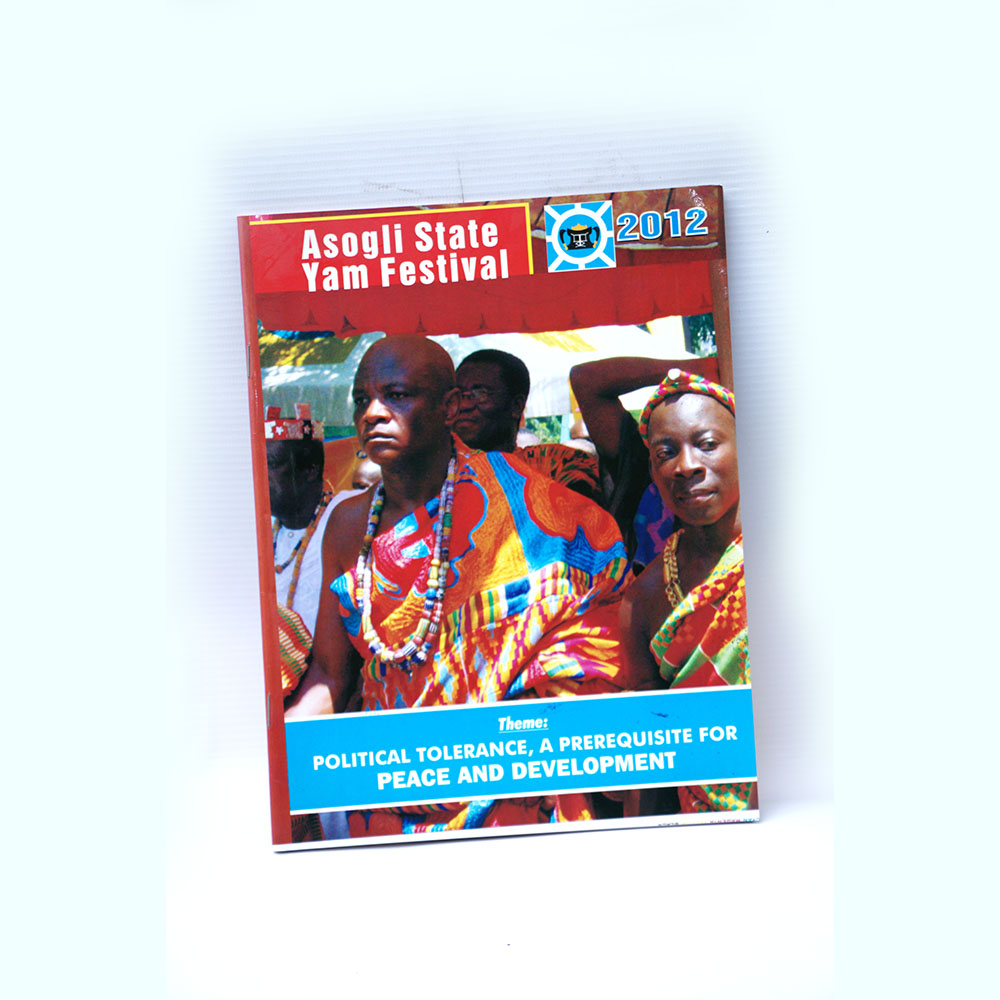 Asogli State
Yam Festival
2012
Theme:
POLITICAL TOLERANCE, A PREREQUISITE FOR
PEACE AND DEVELOPMENT